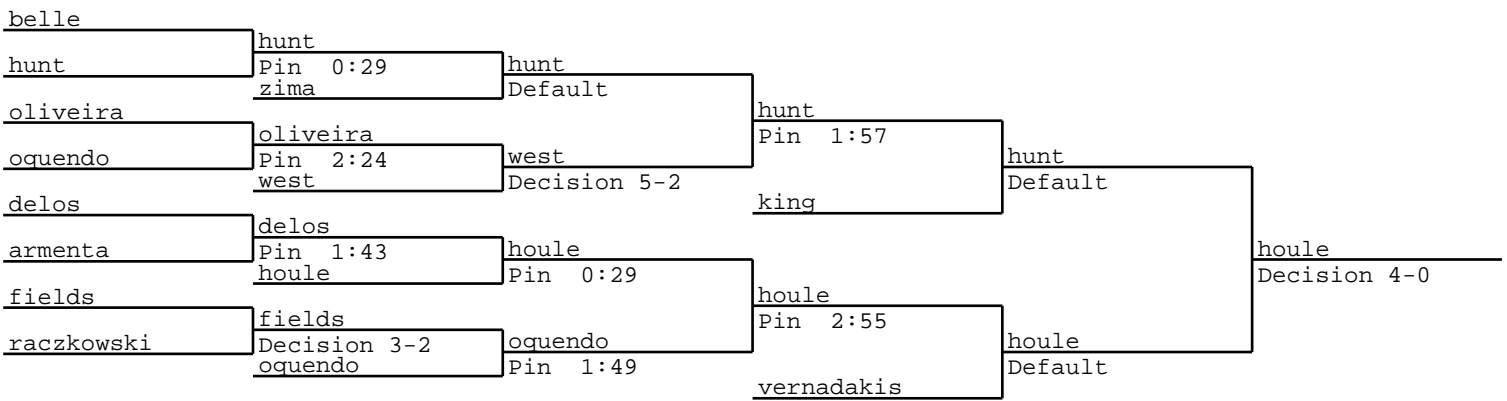 belle
hunt
oliveira
oquendo
delos
armenta
fields
raczkowski
hunt
Pin 0:29
zima
oliveira
Pin 2:24
west
delos
Pin 1:43
houle
fields
Decision 3-2
oquendo
hunt
Default
west
Decision 5-2
houle
Pin 0:29
oquendo
Pin 1:49
hunt
Pin 1:57
king
houle
Pin 2:55
vernadakis
hunt
Default
houle
Default
houle
Decision 4-0